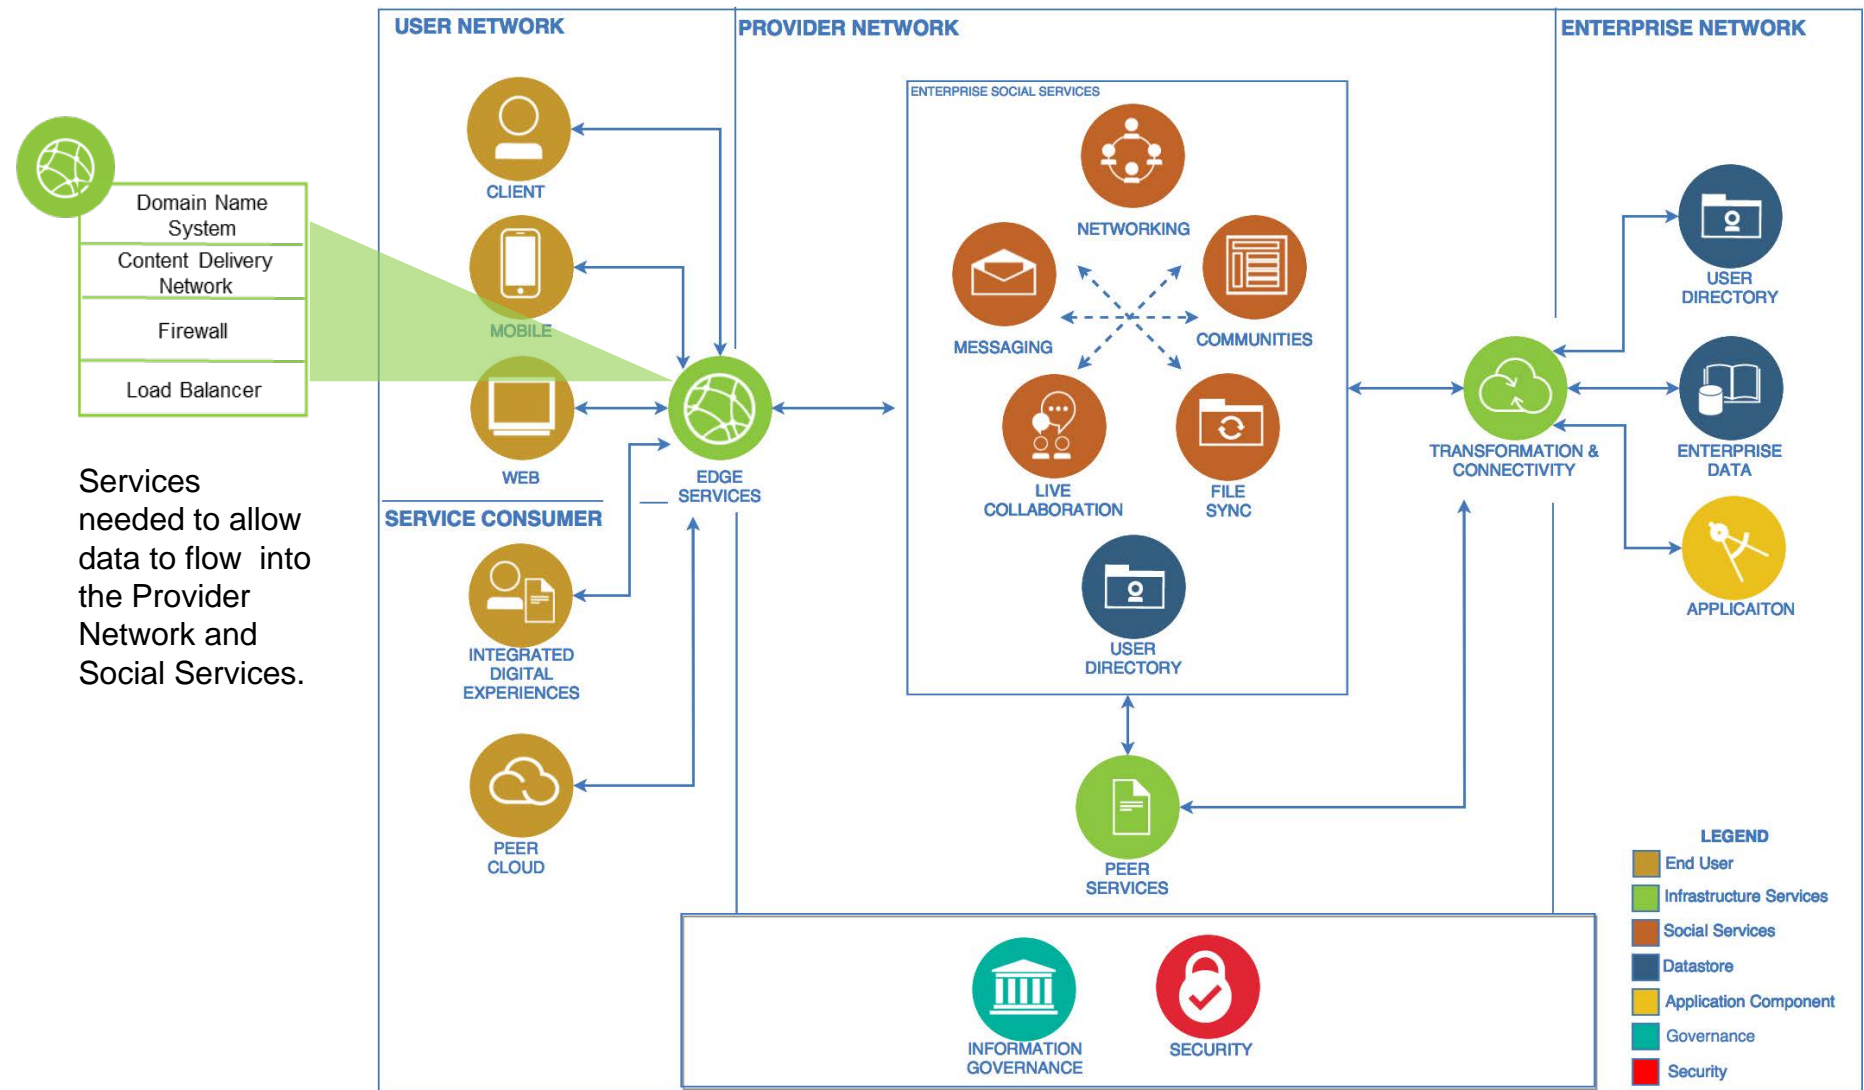 USER NETWORK
PROVIDER NETWORK
ENTERPRISE NETWORK
Domain Name
System
Content Delivery
Network
Firewall
Load Balancer
Services
needed to allow
data to flow into
the Provider
Network and
Social Services.
CLIENT
MOBILE
WEB
EDGE
SERVICES
SERVICE CONSUMER
INTEGRATED
DIGITAL
EXPERIENCES
PEER
CLOUD
ENTERPRISE SOCIAL SERVICES
NETWORKING
MESSAGING
COMMUNITIES
LIVE
COLLABORATION
FILE
SYNC
USER
DIRECTORY
PEER
SERVICES
TRANSFORMATION &
CONNECTIVITY
USER
DIRECTORY
ENTERPRISE
DATA
APPLICAITON
INFORMATION
GOVERNANCE
SECURITY
LEGEND
End User
Infrastructure Services
Social Services
Datastore
Application Component
Governance
Security